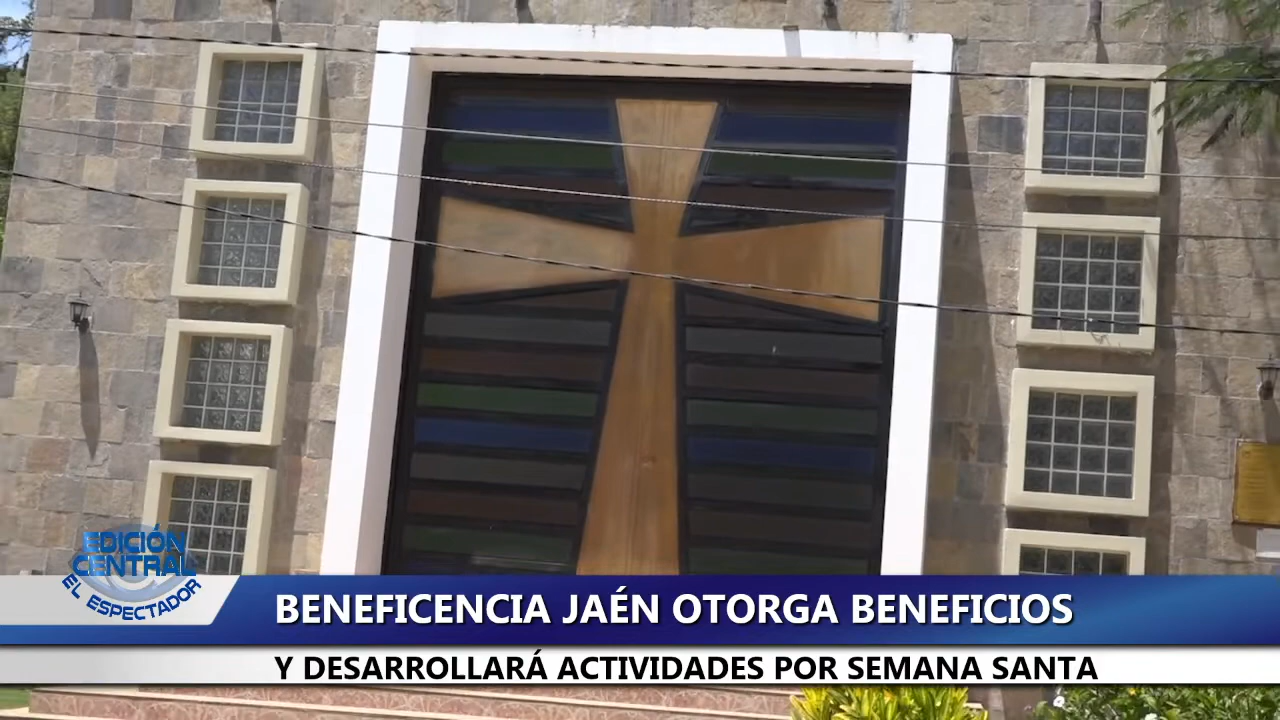 EDICIÓN
CENTRAL
EL ESPECTADOR
BENEFICENCIA JAÉN OTORGA BENEFICIOS
Y DESARROLLARÁ ACTIVIDADES POR SEMANA SANTA